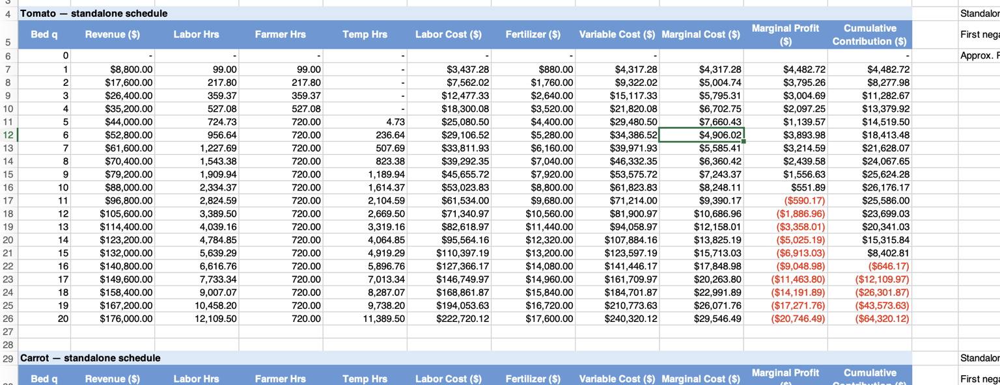 3
4 Tomato — standalone schedule Standalor
5 Bed q Revenue ($) Labor Hrs Farmer Hrs Temp Hrs Labor Cost ($) Fertilizer ($) Variable Cost ($) Marginal Cost ($) Marginal Profit ($) Cumulative Contribution ($) First nega
6 0 - - - - - - - - Approx. F
7 1 $8,800.00 99.00 99.00 - $3,437.28 $880.00 $4,317.28 $4,317.28 $4,482.72 $4,482.72
8 2 $17,600.00 217.80 217.80 - $7,562.02 $1,760.00 $9,322.02 $5,004.74 $3,795.26 $8,277.98
9 3 $26,400.00 359.37 359.37 - $12,477.33 $2,640.00 $15,117.33 $5,795.31 $3,004.69 $11,282.67
10 4 $35,200.00 527.08 527.08 - $18,300.08 $3,520.00 $21,820.08 $6,702.75 $2,097.25 $13,379.92
11 5 $44,000.00 724.73 720.00 4.73 $25,080.50 $4,400.00 $29,480.50 $7,660.43 $1,139.57 $14,519.50
12 6 $52,800.00 956.64 720.00 236.64 $29,106.52 $5,280.00 $34,386.52 $4,906.02 $3,893.98 $18,413.48
13 7 $61,600.00 1,227.69 720.00 507.69 $33,811.93 $6,160.00 $39,971.93 $5,585.41 $3,214.59 $21,628.07
14 8 $70,400.00 1,543.38 720.00 823.38 $39,292.35 $7,040.00 $46,332.35 $6,360.42 $2,439.58 $24,067.65
15 9 $79,200.00 1,909.94 720.00 1,189.94 $45,655.72 $7,920.00 $53,575.72 $7,243.37 $1,556.63 $25,624.28
16 10 $88,000.00 2,334.37 720.00 1,614.37 $53,023.83 $8,800.00 $61,823.83 $8,248.11 $551.89 $26,176.17
17 11 $96,800.00 2,824.59 720.00 2,104.59 $61,534.00 $9,680.00 $71,214.00 $9,390.17 ($590.17) $25,586.00
18 12 $105,600.00 3,389.50 720.00 2,669.50 $71,340.97 $10,560.00 $81,900.97 $10,686.96 ($1,886.96) $23,699.03
19 13 $114,400.00 4,039.16 720.00 3,319.16 $82,618.97 $11,440.00 $94,058.97 $12,158.01 ($3,358.01) $20,341.03
20 14 $123,200.00 4,784.85 720.00 4,064.85 $95,564.16 $12,320.00 $107,884.16 $13,825.19 ($5,025.19) $15,315.84
21 15 $132,000.00 5,639.29 720.00 4,919.29 $110,397.19 $13,200.00 $123,597.19 $15,713.03 ($6,913.03) $8,402.81
22 16 $140,800.00 6,616.76 720.00 5,896.76 $127,366.17 $14,080.00 $141,446.17 $17,848.98 ($9,048.98) ($646.17)
23 17 $149,600.00 7,733.34 720.00 7,013.34 $146,749.97 $14,960.00 $161,709.97 $20,263.80 ($11,463.80) ($12,109.97)
24 18 $158,400.00 9,007.07 720.00 8,287.07 $168,861.87 $15,840.00 $184,701.87 $22,991.89 ($14,191.89) ($26,301.87)
25 19 $167,200.00 10,458.20 720.00 9,738.20 $194,053.63 $16,720.00 $210,773.63 $26,071.76 ($17,271.76) ($43,573.63)
26 20 $176,000.00 12,109.50 720.00 11,389.50 $222,720.12 $17,600.00 $240,320.12 $29,546.49 ($20,746.49) ($64,320.12)
27
28
29 Carrot — standalone schedule Standalor
Bed q Revenue ($) Labor Hrs Farmer Hrs Temp Hrs Labor Cost ($) Fertilizer ($) Variable Cost ($) Marginal Cost ($) Marginal Profit ($) Cumulative Contribution ($) First nega